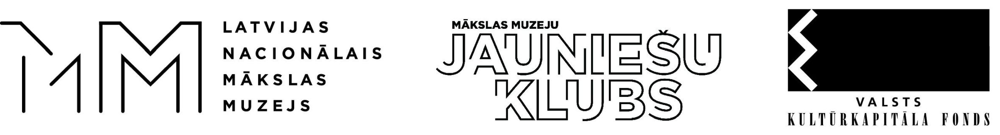 LATVIJAS
NACIONĀLAIS
MĀKSLAS
MUZEJS
MĀKSLAS MUZEJU
JAUNIEŠU
KLUBS
VALSTS
KULTŪRKAPITĀLA FONDS